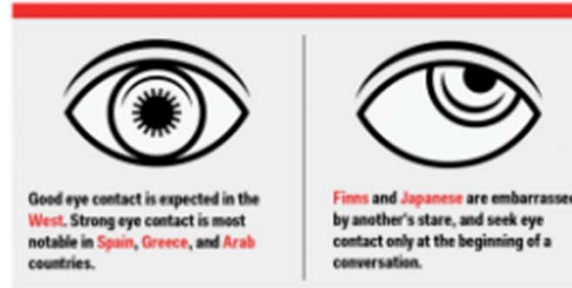 Good eye contact is expected in the
West. Strong eye contact is most
notable in Spain, Greece, and Arab
countries.
Finns and Japanese are embarrassed
by another's stare, and seek eye
contact only at the beginning of a
conversation.